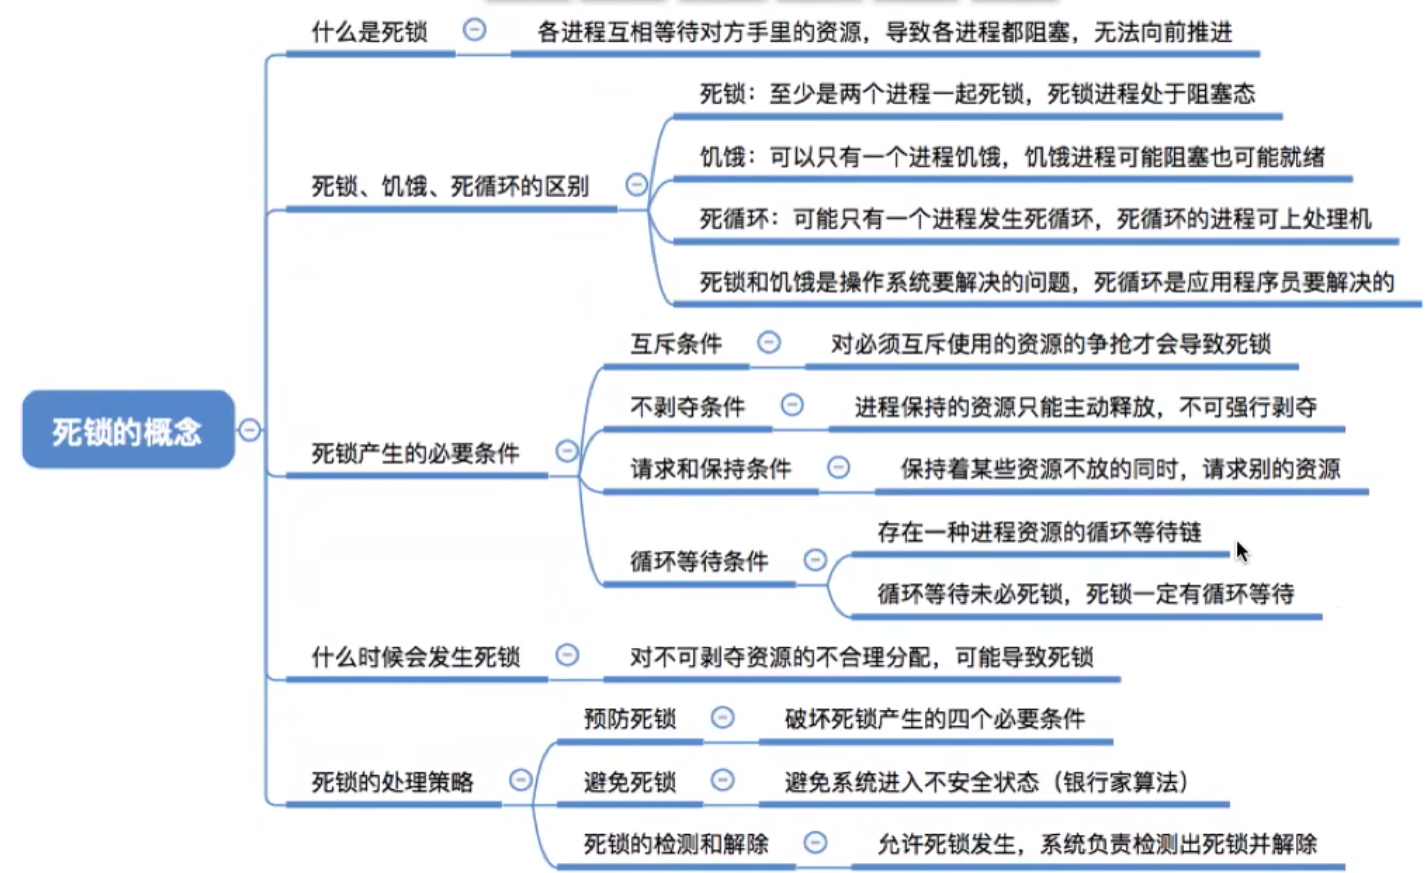 死锁的概念
什么是死锁
各进程互相等待对方手里的资源，导致各进程都阻塞，无法向前推进
死锁、饥饿、死循环的区别
死锁：至少是两个进程一起死锁，死锁进程处于阻塞态
饥饿：可以只有一个进程饥饿，饥饿进程可能阻塞也可能就绪
死循环：可能只有一个进程发生死循环，死循环的进程可上处理机
死锁和饥饿是操作系统要解决的问题，死循环是应用程序员要解决的
死锁产生的必要条件
互斥条件
对必须互斥使用的资源的争抢才会导致死锁
不剥夺条件
进程保持的资源只能主动释放，不可强行剥夺
请求和保持条件
保持着某些资源不放的同时，请求别的资源
循环等待条件
存在一种进程资源的循环等待链
循环等待未必死锁，死锁一定有循环等待
什么时候会发生死锁
对不可剥夺资源的不合理分配，可能导致死锁
死锁的处理策略
预防死锁
破坏死锁产生的四个必要条件
避免死锁
避免系统进入不安全状态（银行家算法）
死锁的检测和解除
允许死锁发生，系统负责检测出死锁并解除